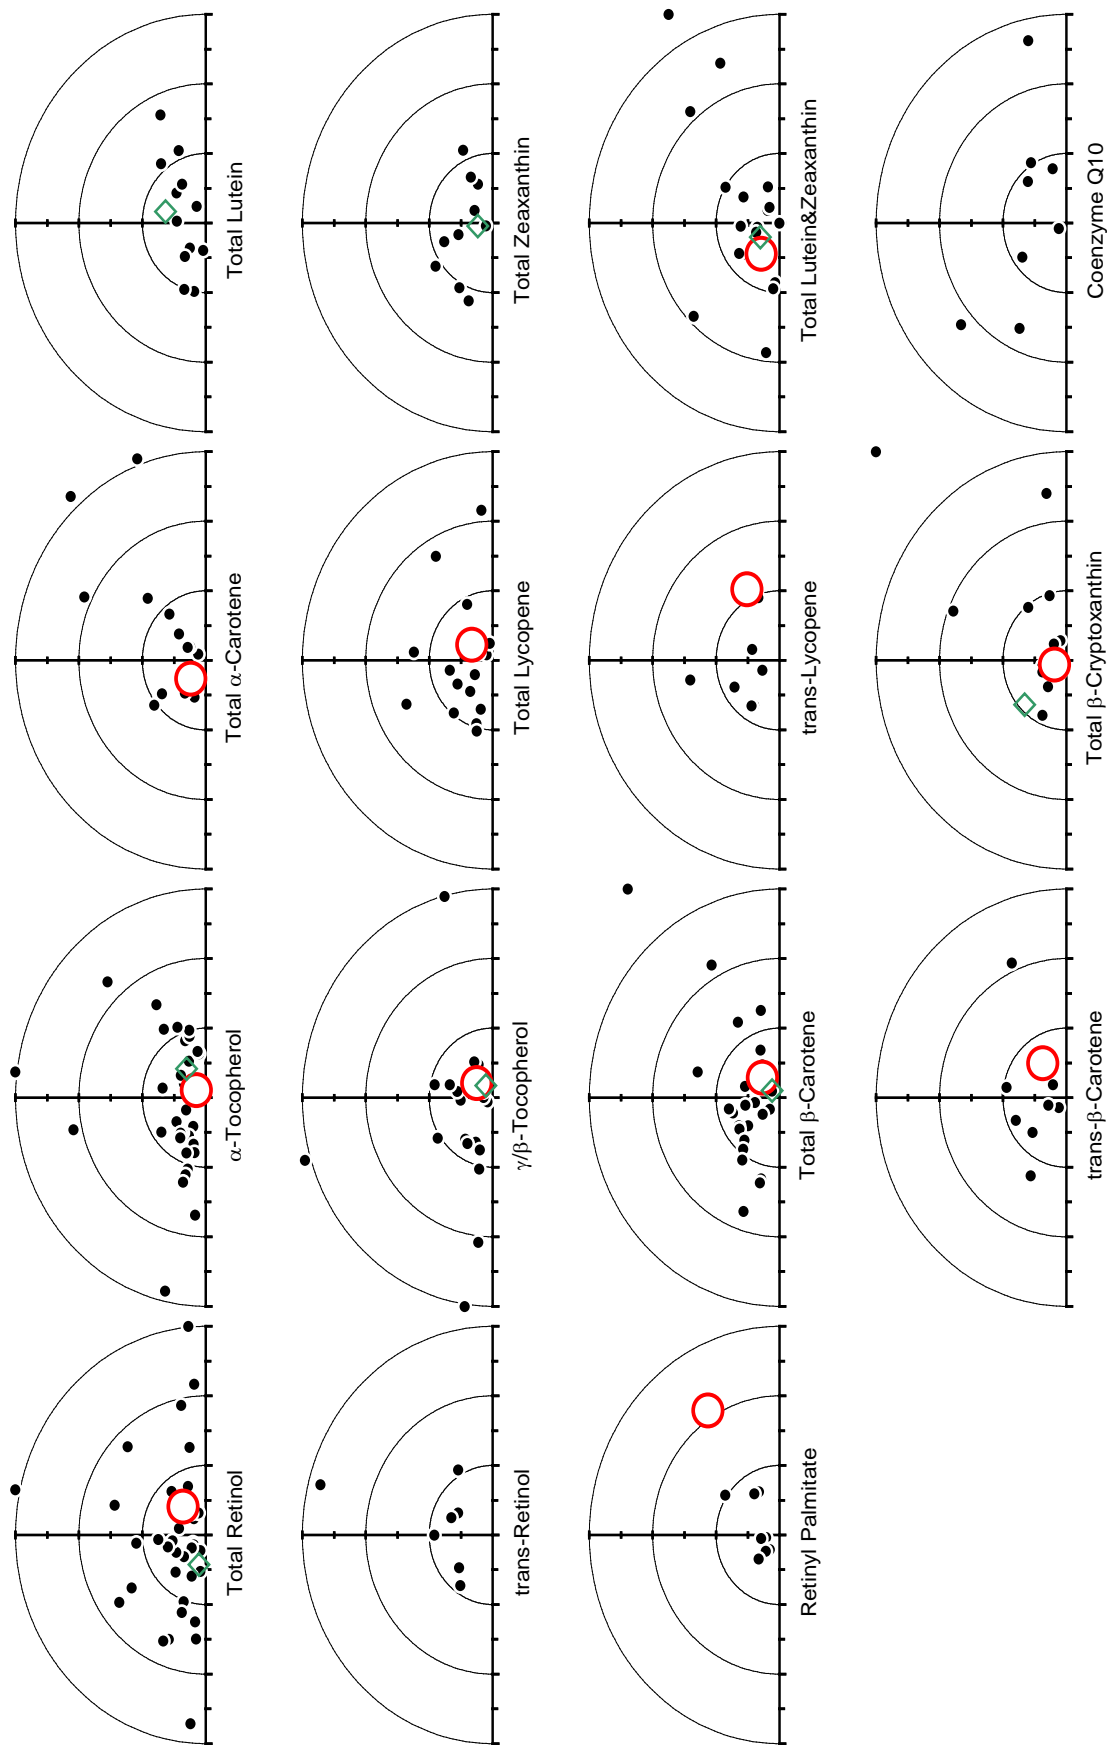 Total Retinol
α-Tocopherol
Total α-Carotene
Total Lutein
trans-Retinol
γ/β-Tocopherol
Total Lycopene
Total Zeaxanthin
Retinyl Palmitate
Total β-Carotene
trans-Lycopene
Total Lutein&Zeaxanthin
trans-β-Carotene
Total β-Cryptoxanthin
Coenzyme Q10